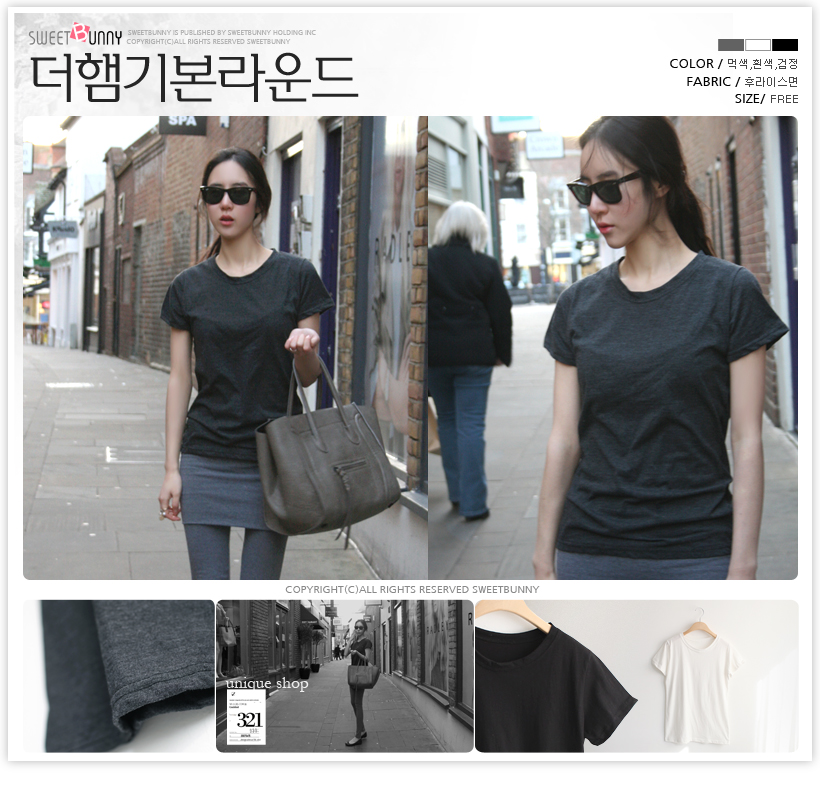 SWEETBUNNY
SWEETBUNNY IS PUBLISHED BY SWEETBUNNY HOLDING INC
COPYRIGHT(C)ALL RIGHTS RESERVED SWEETBUNNY
더햄기본라운드
COLOR / 먹색,흰색,검정
FABRIC / 후라이스면
SIZE/ FREE
SPA
COPYRIGHT(C)ALL RIGHTS RESERVED SWEETBUNNY
unique shop
321